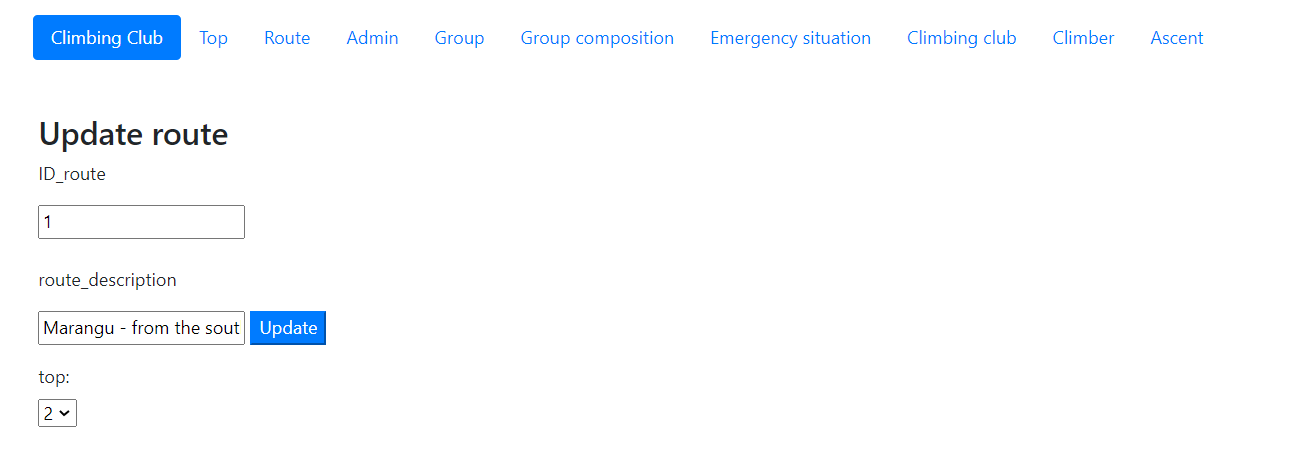 Climbing Club Top Route Admin Group Group composition Emergency situation Climbing club Climber Ascent
Update route
ID_route
1
route_description
Marangu - from the sout Update
top:
2